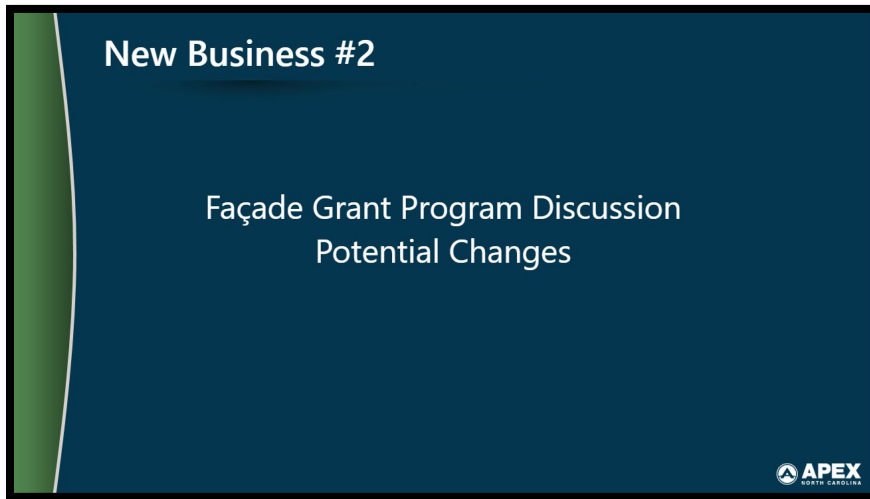 New Business #2
Façade Grant Program Discussion
Potential Changes
APEX
NORTH CAROLINA